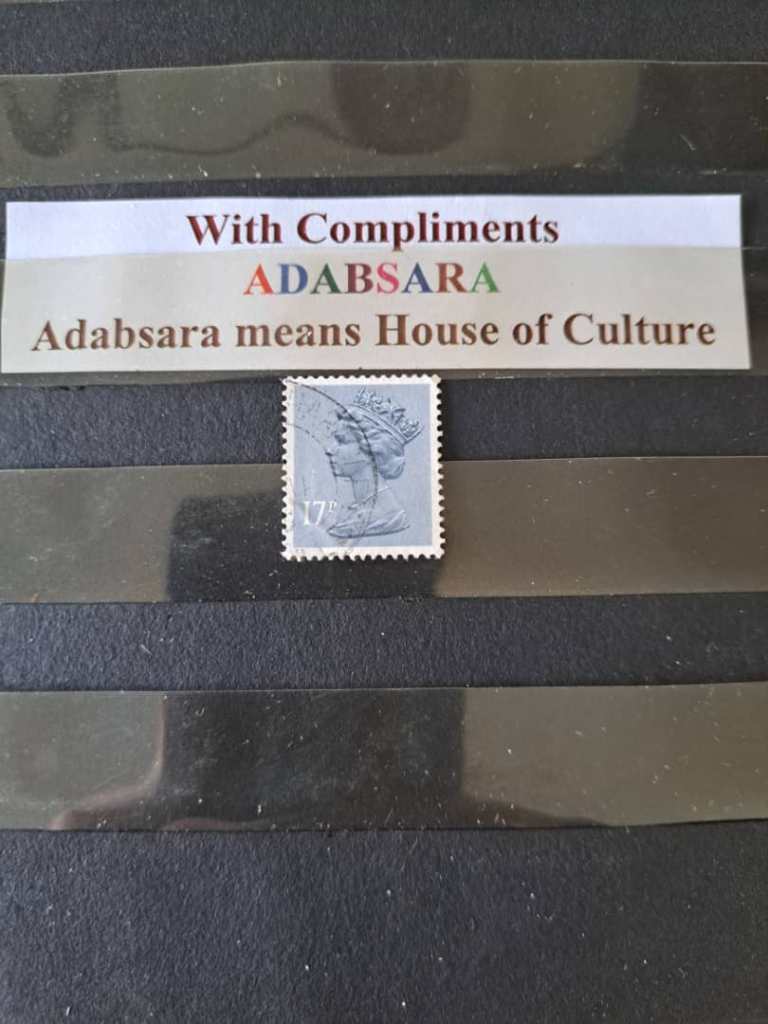 With Compliments
ADABSARA
Adabsara means House of Culture
17P